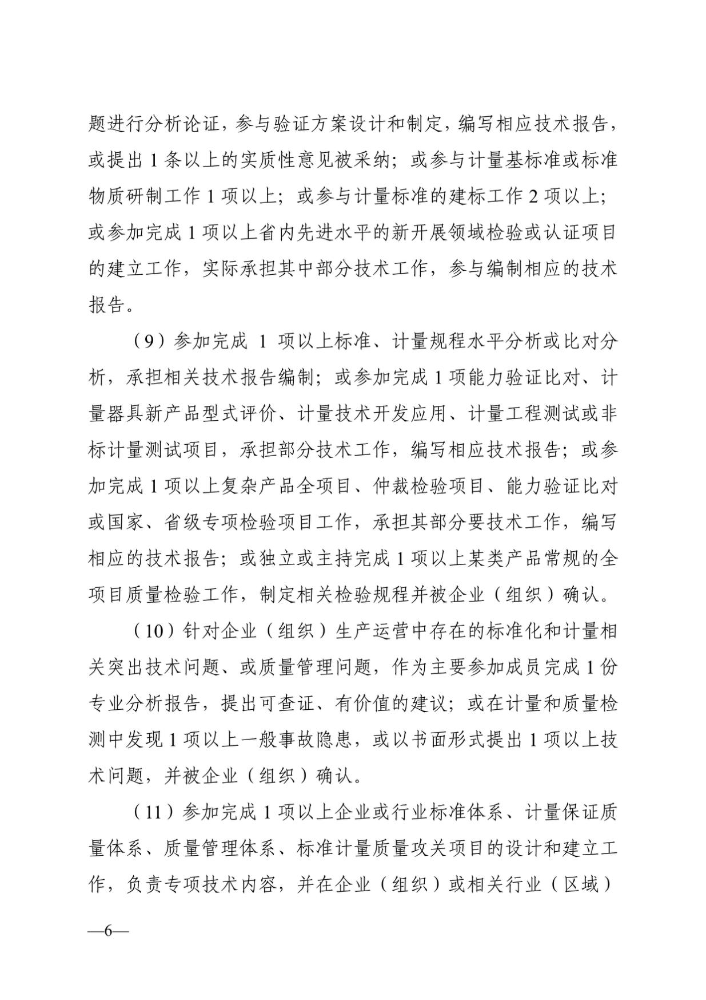 题进行分析论证，参与验证方案设计和制定，编写相应技术报告，
或提出 1 条以上的实质性意见被采纳；或参与计量基标准或标准
物质研制工作 1 项以上；或参与计量标准的建标工作 2 项以上；
或参加完成 1 项以上省内先进水平的新开展领域检验或认证项目
的建立工作，实际承担其中部分技术工作，参与编制相应的技术
报告。
（9）参加完成 1 项以上标准、计量规程水平分析或比对分
析，承担相关技术报告编制；或参加完成 1 项能力验证比对、计
量器具新产品型式评价、计量技术开发应用、计量工程测试或非
标计量测试项目，承担部分技术工作，编写相应技术报告；或参
加完成 1 项以上复杂产品全项目、仲裁检验项目、能力验证比对
或国家、省级专项检验项目工作，承担其部分要技术工作，编写
相应的技术报告；或独立或主持完成 1 项以上某类产品常规的全
项目质量检验工作，制定相关检验规程并被企业（组织）确认。
（10）针对企业（组织）生产运营中存在的标准化和计量相
关突出技术问题、或质量管理问题，作为主要参加成员完成 1 份
专业分析报告，提出可查证、有价值的建议；或在计量和质量检
测中发现 1 项以上一般事故隐患，或以书面形式提出 1 项以上技
术问题，并被企业（组织）确认。
（11）参加完成 1 项以上企业或行业标准体系、计量保证质
量体系、质量管理体系、标准计量质量攻关项目的设计和建立工
作，负责专项技术内容，并在企业（组织）或相关行业（区域）
—6—